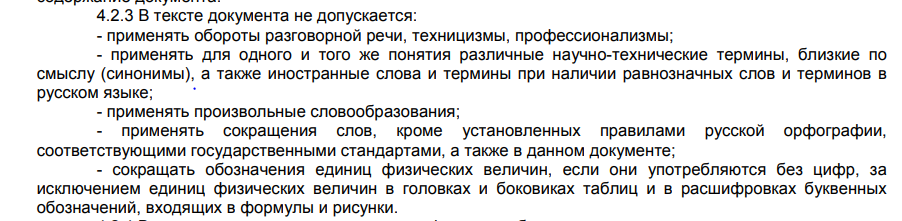 содержание документа.
4.2.3 В тексте документа не допускается:
- применять обороты разговорной речи, техницизмы, профессионализмы;
- применять для одного и того же понятия различные научно-технические термины, близкие по
смыслу (синонимы), а также иностранные слова и термины при наличии равнозначных слов и терминов в
русском языке;
- применять произвольные словообразования;
- применять сокращения слов, кроме установленных правилами русской орфографии,
соответствующими государственными стандартами, а также в данном документе;
- сокращать обозначения единиц физических величин, если они употребляются без цифр, за
исключением единиц физических величин в головках и боковиках таблиц и в расшифровках буквенных
обозначений, входящих в формулы и рисунки.